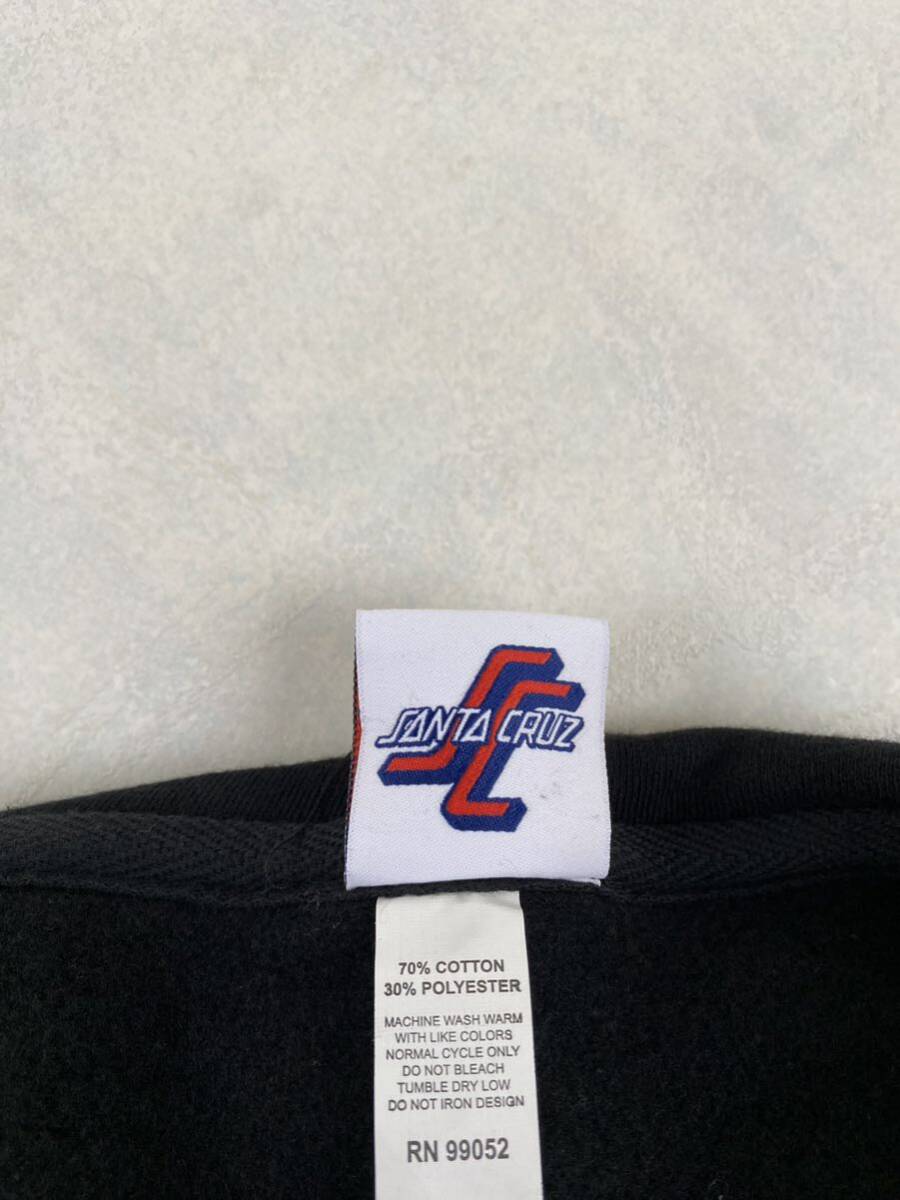 SANTA CRUZ
70% COTTON
30% POLYESTER
MACHINE WASH WARM
WITH LIKE COLORS
NORMAL CYCLE ONLY
DO NOT BLEACH
TUMBLE DRY LOW
DO NOT IRON DESIGN
RN 99052